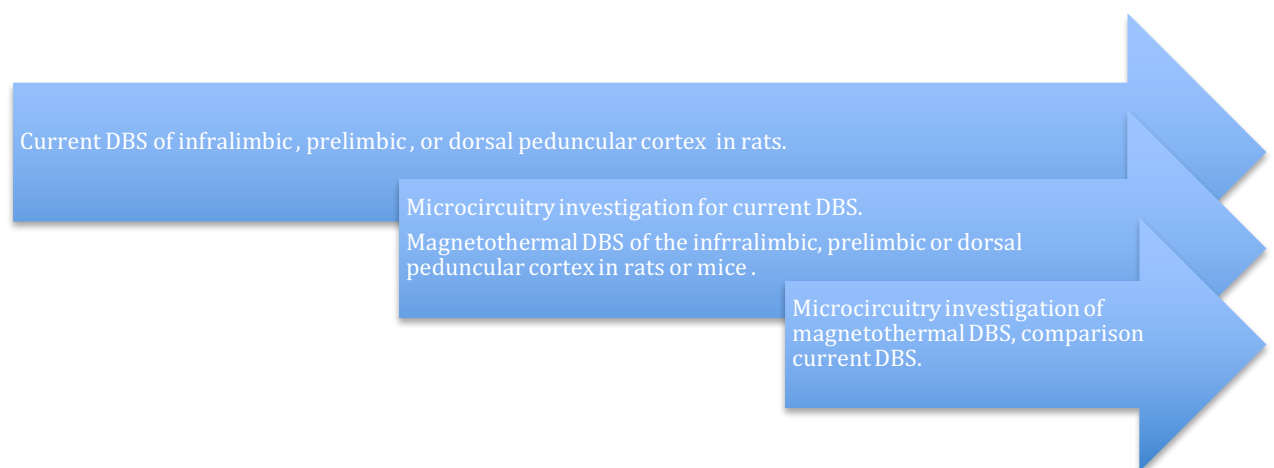 Current DBS of infralimbic , prelimbic , or dorsal peduncular cortex in rats.
Microcircuitry investigation for current DBS.
Magnetothermal DBS of the infrralimbic, prelimbic or dorsal
peduncular cortex in rats or mice .
Microcircuitry investigation of
magnetothermal DBS, comparison
current DBS.